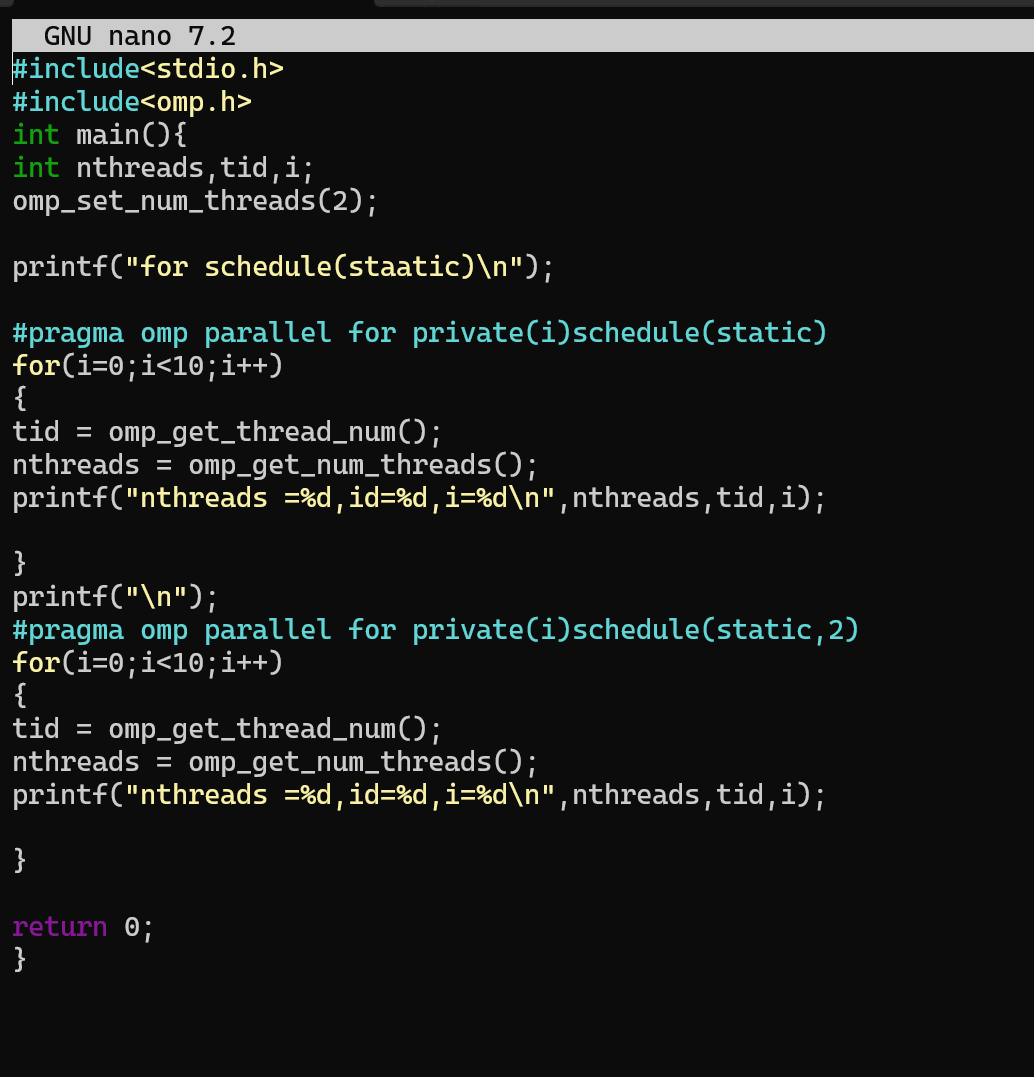 GNU nano 7.2
#include<stdio.h>
#include<omp.h>
int main(){
int nthreads,tid,i;
omp_set_num_threads(2);
printf("for schedule(staatic)\n");
#pragma omp parallel for private(i)schedule(static)
for(i=0;i<10;i++)
{
tid = omp_get_thread_num();
nthreads = omp_get_num_threads();
printf("nthreads =%d,id=%d,i=%d\n",nthreads,tid,i);
}
printf("\n");
#pragma omp parallel for private(i)schedule(static,2)
for(i=0;i<10;i++)
{
tid = omp_get_thread_num();
nthreads = omp_get_num_threads();
printf("nthreads =%d,id=%d,i=%d\n",nthreads,tid,i);
}
return 0;
}